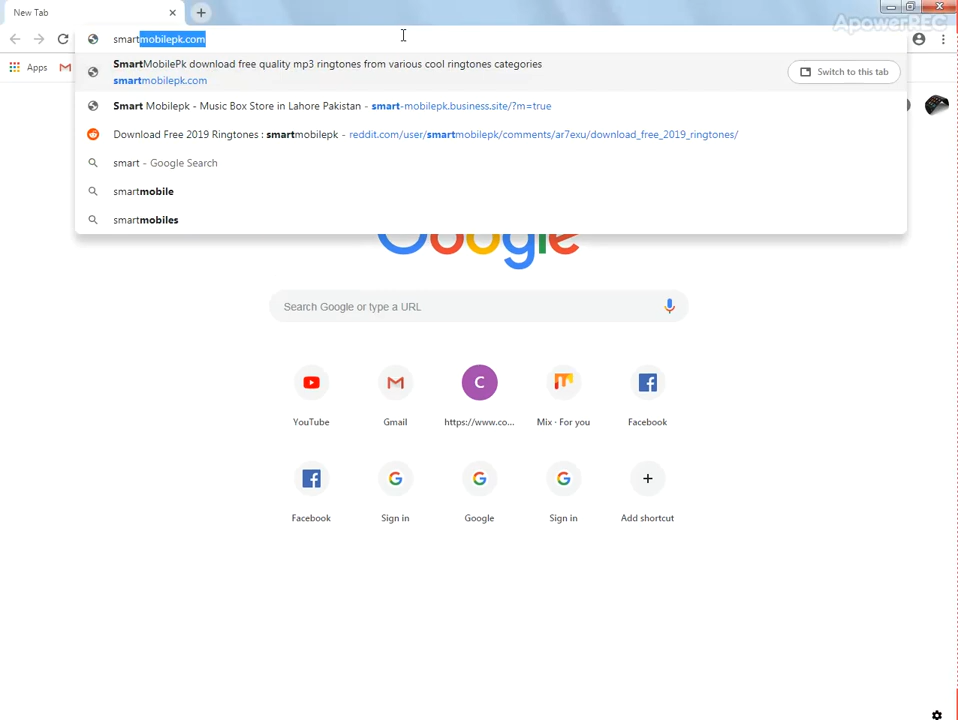 New Tab
ApowerREC
smartmobilepk.com
Apps
SmartMobilePk download free quality mp3 ringtones from various cool ringtones categories
smartmobilepk.com
Switch to this tab
Smart Mobilepk - Music Box Store in Lahore Pakistan - smart-mobilepk.business.site/?m=true
Download Free 2019 Ringtones : smartmobilepk - reddit.com/user/smartmobilepk/comments/ar7exu/download_free_2019_ringtones/
smart - Google Search
smartmobile
smartmobiles
Google
Search Google or type a URL
C
YouTube Gmail https://www.co... Mix · For you Facebook
Facebook Sign in Google Sign in Add shortcut